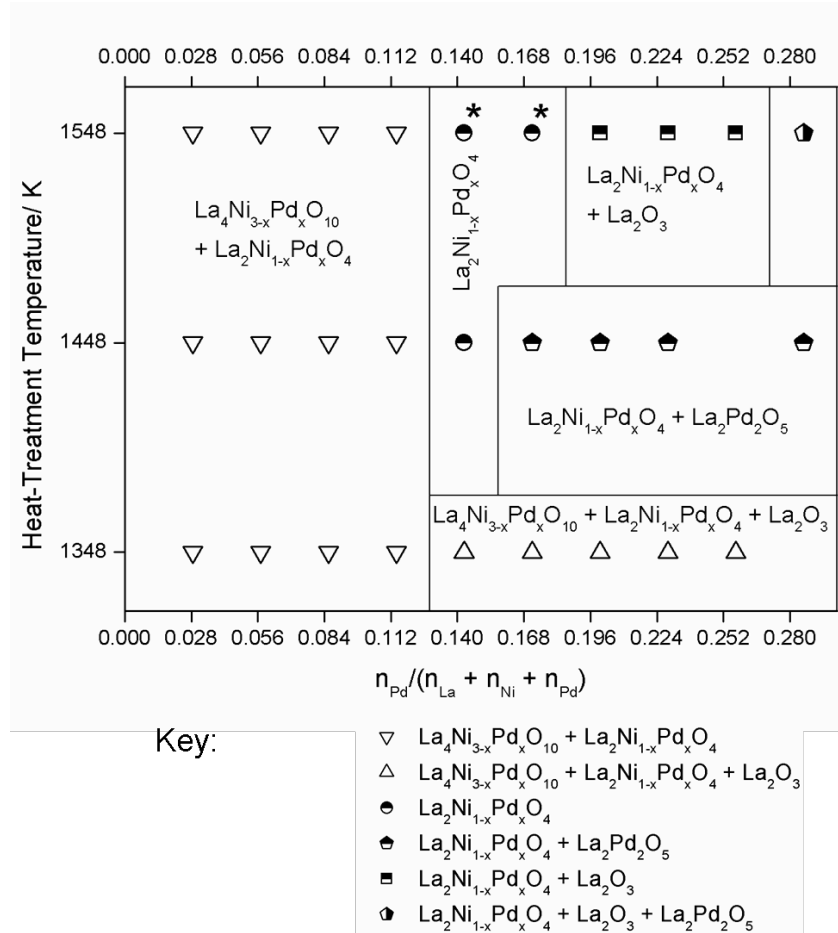 0.000 0.028 0.056 0.084 0.112 0.140 0.168 0.196 0.224 0.252 0.280
Heat-Treatment Temperature/ K
1548
1448
1348
* *
La₄Ni₃₋ₓPdₓO₁₀
+ La₂Ni₁₋ₓPdₓO₄
La₂Ni₁₋ₓPdₓO₄
La₂Ni₁₋ₓPdₓO₄
+ La₂O₃
La₂Ni₁₋ₓPdₓO₄ + La₂Pd₂O₅
La₄Ni₃₋ₓPdₓO₁₀ + La₂Ni₁₋ₓPdₓO₄ + La₂O₃
0.000 0.028 0.056 0.084 0.112 0.140 0.168 0.196 0.224 0.252 0.280
n_Pd/(n_La + n_Ni + n_Pd)
Key:
La₄Ni₃₋ₓPdₓO₁₀ + La₂Ni₁₋ₓPdₓO₄
La₄Ni₃₋ₓPdₓO₁₀ + La₂Ni₁₋ₓPdₓO₄ + La₂O₃
La₂Ni₁₋ₓPdₓO₄
La₂Ni₁₋ₓPdₓO₄ + La₂Pd₂O₅
La₂Ni₁₋ₓPdₓO₄ + La₂O₃
La₂Ni₁₋ₓPdₓO₄ + La₂O₃ + La₂Pd₂O₅